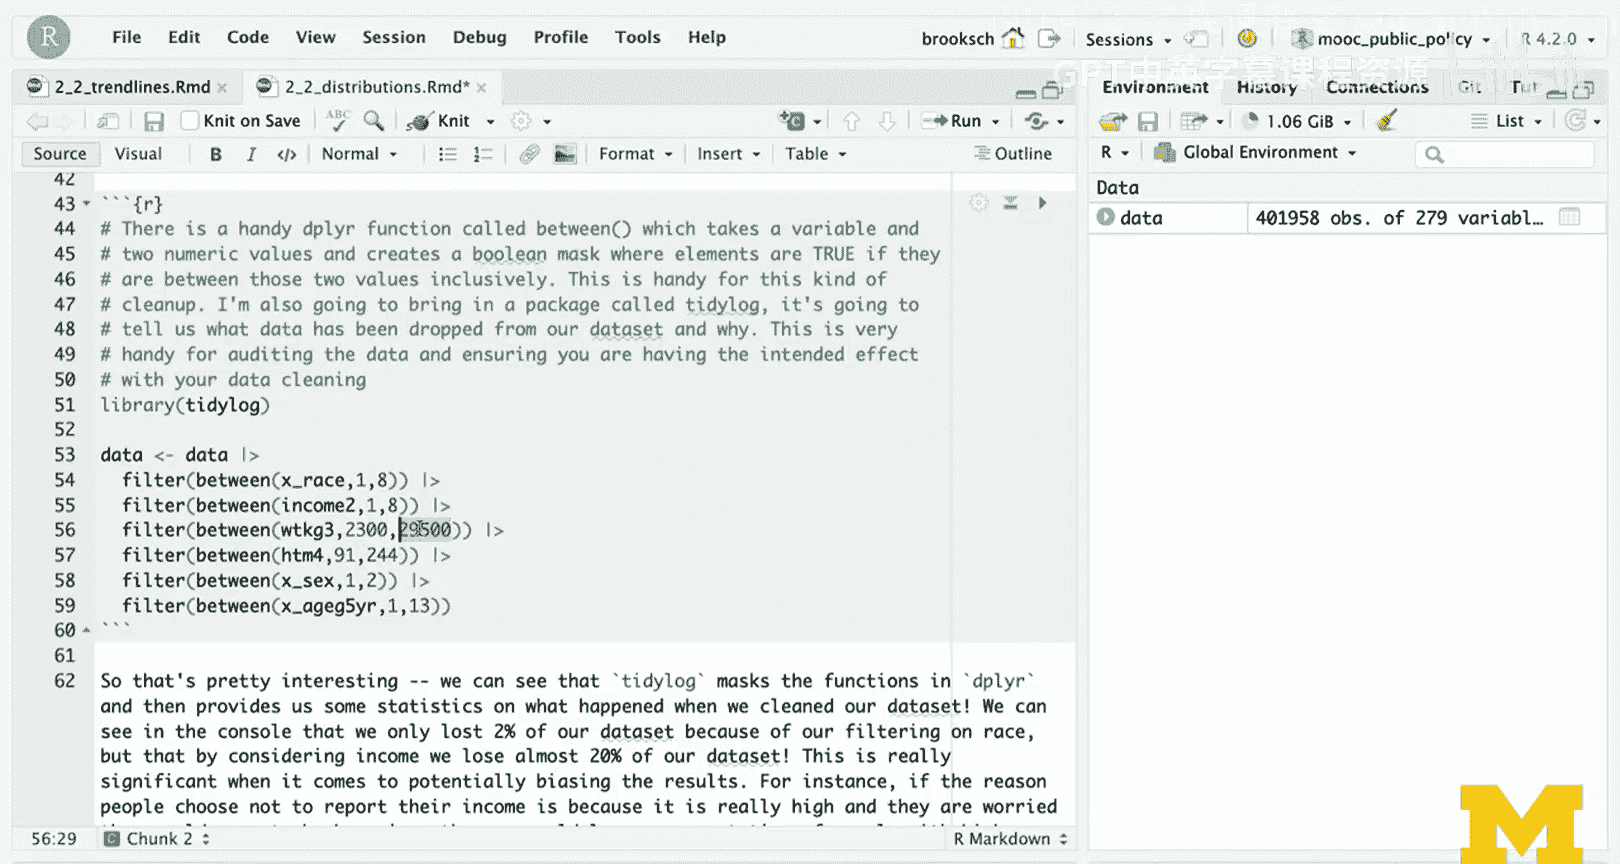 File Edit Code View Session Debug Profile Tools Help
brooksch Sessions mooc_public_policy R 4.2.0
GPT中英字幕课程资源
2_2_trendlines.Rmd 2_2_distributions.Rmd*
Environment History Connections Git Tut
Knit on Save ABC Knit Run
1.06 GiB List
Source Visual B I </> Normal Format Insert Table Outline
R Global Environment
Data
data 401958 obs. of 279 variabl...
42
43 ```{r}
44 # There is a handy dplyr function called between() which takes a variable and
45 # two numeric values and creates a boolean mask where elements are TRUE if they
46 # are between those two values inclusively. This is handy for this kind of
47 # cleanup. I'm also going to bring in a package called tidylog, it's going to
48 # tell us what data has been dropped from our dataset and why. This is very
49 # handy for auditing the data and ensuring you are having the intended effect
50 # with your data cleaning
51 library(tidylog)
52
53 data <- data |>
54 filter(between(x_race,1,8)) |>
55 filter(between(income2,1,8)) |>
56 filter(between(wtkg3,2300,29500)) |>
57 filter(between(htm4,91,244)) |>
58 filter(between(x_sex,1,2)) |>
59 filter(between(x_ageg5yr,1,13))
60 ```
61
62 So that's pretty interesting -- we can see that `tidylog` masks the functions in `dplyr`
and then provides us some statistics on what happened when we cleaned our dataset! We can
see in the console that we only lost 2% of our dataset because of our filtering on race,
but that by considering income we lose almost 20% of our dataset! This is really
significant when it comes to potentially biasing the results. For instance, if the reason
people choose not to report their income is because it is really high and they are worried
56:29 Chunk 2 R Markdown
M